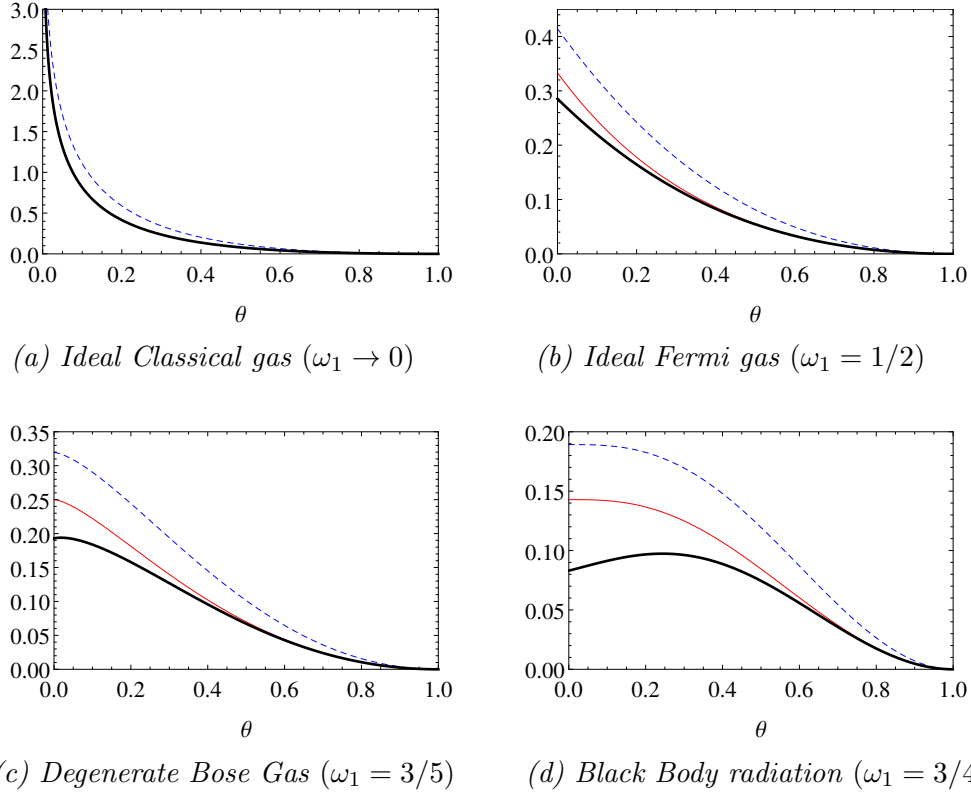 3.0
2.5
2.0
1.5
1.0
0.5
0.0
0.0 0.2 0.4 0.6 0.8 1.0
θ
(a) Ideal Classical gas (ω₁ → 0)
0.4
0.3
0.2
0.1
0.0
0.0 0.2 0.4 0.6 0.8 1.0
θ
(b) Ideal Fermi gas (ω₁ = 1/2)
0.35
0.30
0.25
0.20
0.15
0.10
0.05
0.00
0.0 0.2 0.4 0.6 0.8 1.0
θ
(c) Degenerate Bose Gas (ω₁ = 3/5)
0.20
0.15
0.10
0.05
0.00
0.0 0.2 0.4 0.6 0.8 1.0
θ
(d) Black Body radiation (ω₁ = 3/4